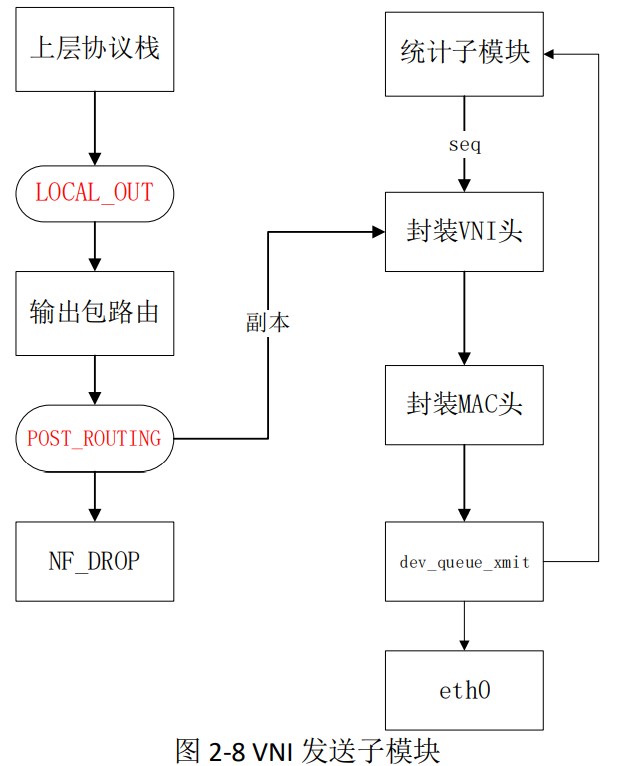 上层协议栈
LOCAL_OUT
输出包路由
POST_ROUTING
NF_DROP
副本
统计子模块
seq
封装VNI头
封装MAC头
dev_queue_xmit
eth0
图 2-8 VNI 发送子模块